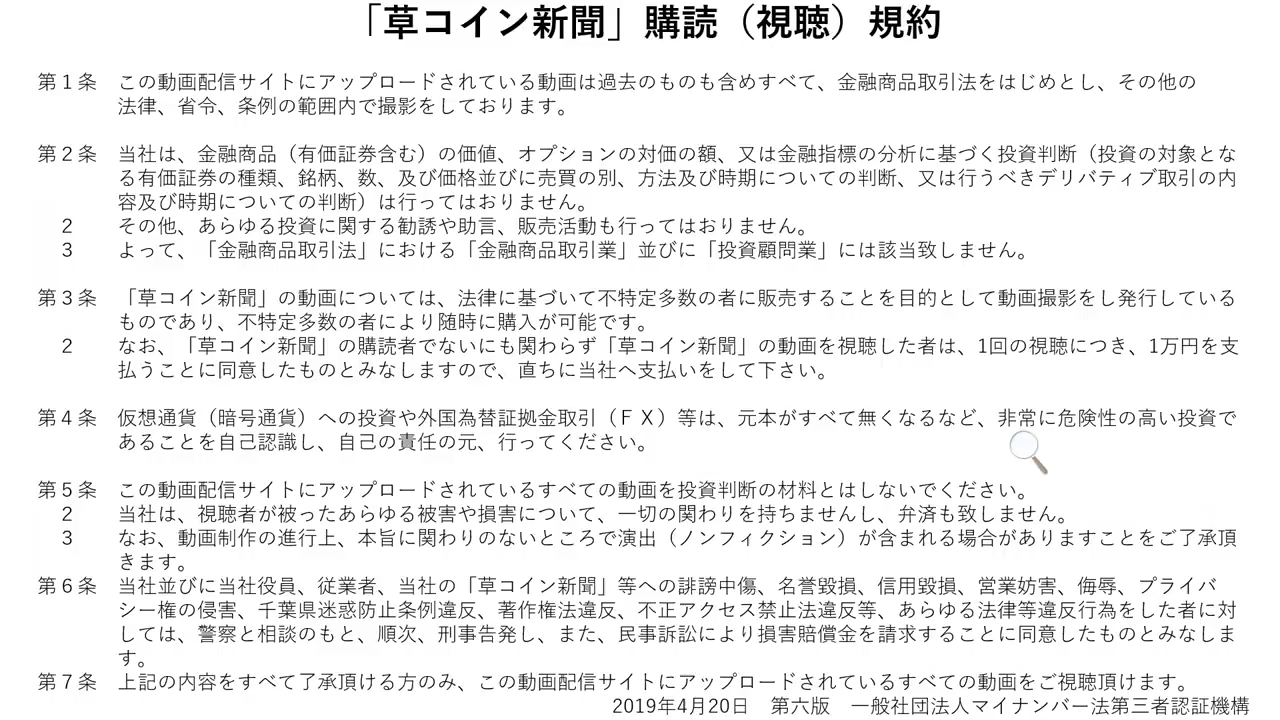 「草コイン新聞」購読（視聴）規約
第１条　この動画配信サイトにアップロードされている動画は過去のものも含めすべて、金融商品取引法をはじめとし、その他の
法律、省令、条例の範囲内で撮影をしております。
第２条　当社は、金融商品（有価証券含む）の価値、オプションの対価の額、又は金融指標の分析に基づく投資判断（投資の対象とな
る有価証券の種類、銘柄、数、及び価格並びに売買の別、方法及び時期についての判断、又は行うべきデリバティブ取引の内
容及び時期についての判断）は行ってはおりません。
2　その他、あらゆる投資に関する勧誘や助言、販売活動も行ってはおりません。
3　よって、「金融商品取引法」における「金融商品取引業」並びに「投資顧問業」には該当致しません。
第３条　「草コイン新聞」の動画については、法律に基づいて不特定多数の者に販売することを目的として動画撮影をし発行している
ものであり、不特定多数の者により随時に購入が可能です。
2　なお、「草コイン新聞」の購読者でないにも関わらず「草コイン新聞」の動画を視聴した者は、1回の視聴につき、1万円を支
払うことに同意したものとみなしますので、直ちに当社へ支払いをして下さい。
第４条　仮想通貨（暗号通貨）への投資や外国為替証拠金取引（ＦＸ）等は、元本がすべて無くなるなど、非常に危険性の高い投資で
あることを自己認識し、自己の責任の元、行ってください。
第５条　この動画配信サイトにアップロードされているすべての動画を投資判断の材料とはしないでください。
2　当社は、視聴者が被ったあらゆる被害や損害について、一切の関わりを持ちませんし、弁済も致しません。
3　なお、動画制作の進行上、本旨に関わりのないところで演出（ノンフィクション）が含まれる場合がありますことをご了承頂
きます。
第６条　当社並びに当社役員、従業者、当社の「草コイン新聞」等への誹謗中傷、名誉毀損、信用毀損、営業妨害、侮辱、プライバ
シー権の侵害、千葉県迷惑防止条例違反、著作権法違反、不正アクセス禁止法違反等、あらゆる法律等違反行為をした者に対
しては、警察と相談のもと、順次、刑事告発し、また、民事訴訟により損害賠償金を請求することに同意したものとみなしま
す。
第７条　上記の内容をすべて了承頂ける方のみ、この動画配信サイトにアップロードされているすべての動画をご視聴頂けます。
2019年4月20日　第六版　一般社団法人マイナンバー法第三者認証機構